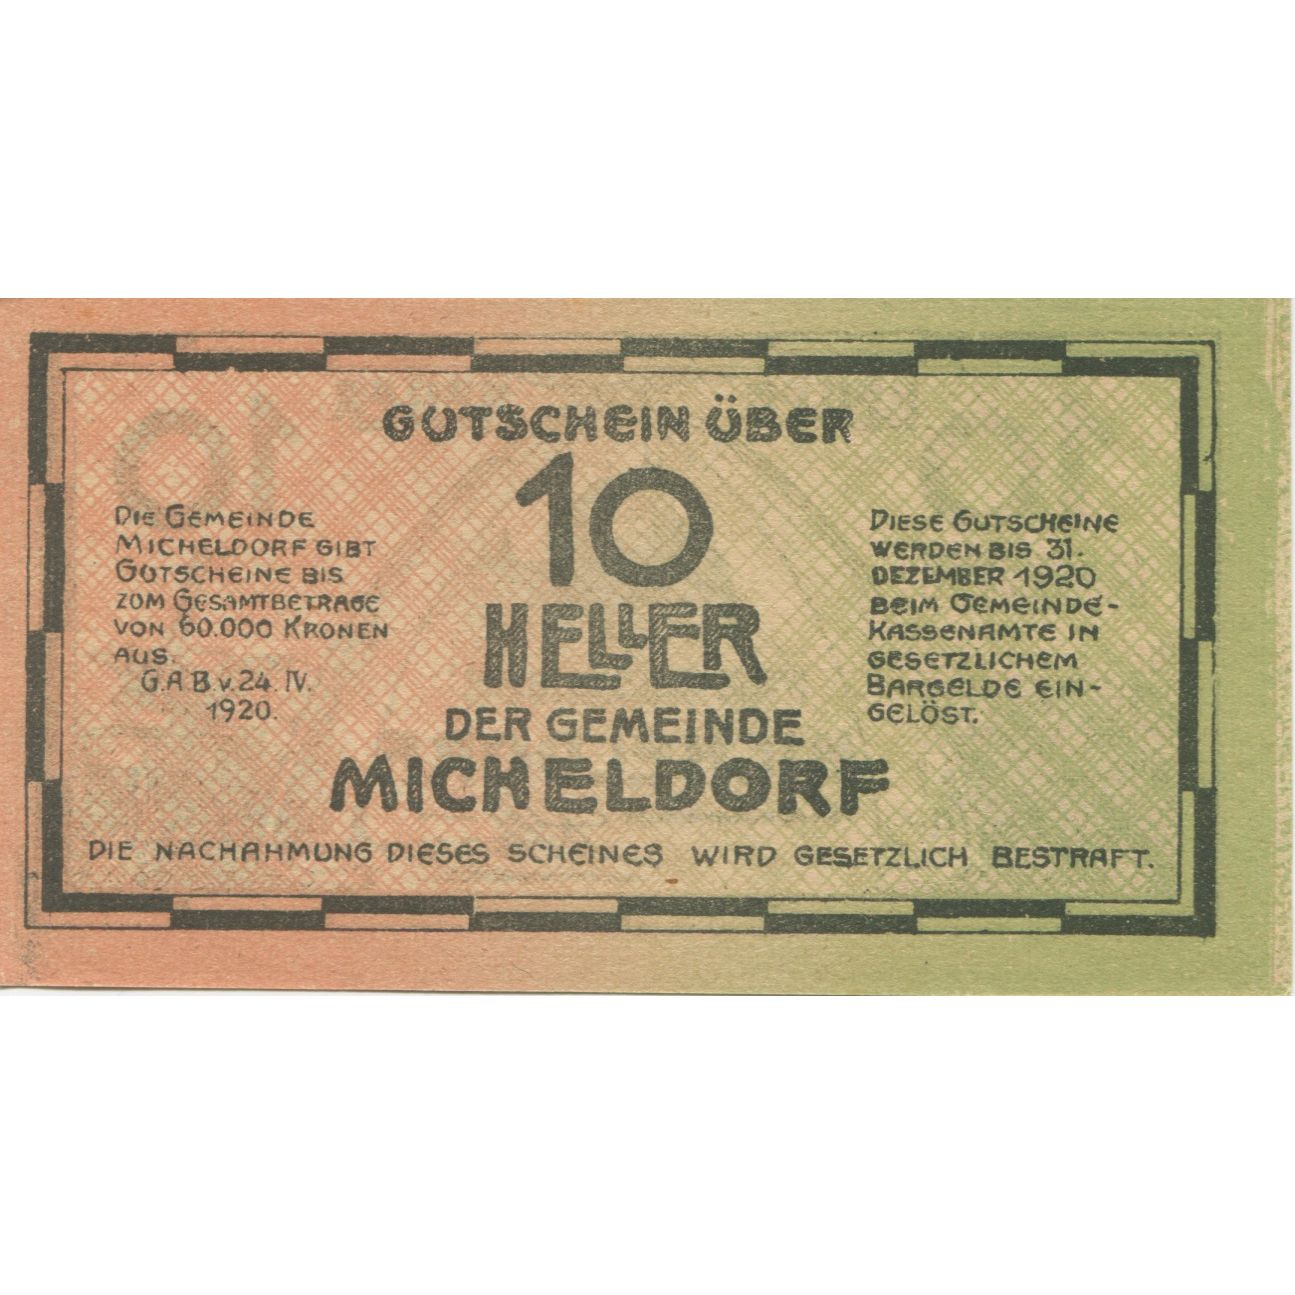 GUTSCHEIN ÜBER
10
HELLER
DER GEMEINDE
MICHELDORF
DIE GEMEINDE
MICHELDORF GIBT
GUTSCHEINE BIS
ZUM GESAMTBETRAGE
VON 60.000 KRONEN
AUS.
G.A.B v. 24. IV.
1920.
DIESE GUTSCHEINE
WERDEN BIS 31.
DEZEMBER 1920
BEIM GEMEINDE-
KASSENAMTE IN
GESETZLICHEM
BARGELDE EIN-
GELÖST.
DIE NACHAHMUNG DIESES SCHEINES WIRD GESETZLICH BESTRAFT.